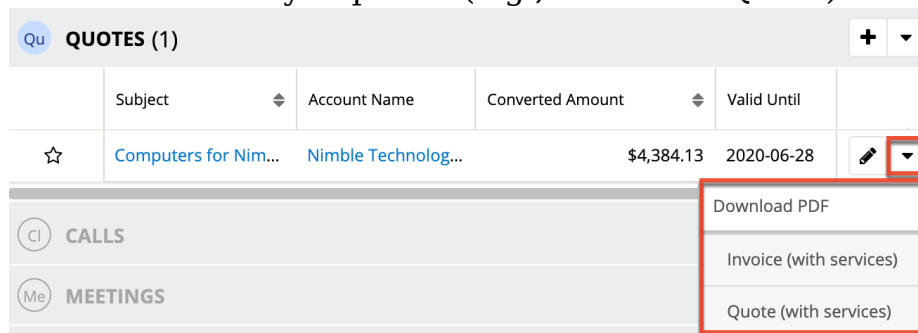 Qu QUOTES (1)
Subject Account Name Converted Amount Valid Until
Computers for Nim... Nimble Technolog... $4,384.13 2020-06-28
Download PDF
Cl CALLS
Invoice (with services)
Me MEETINGS
Quote (with services)